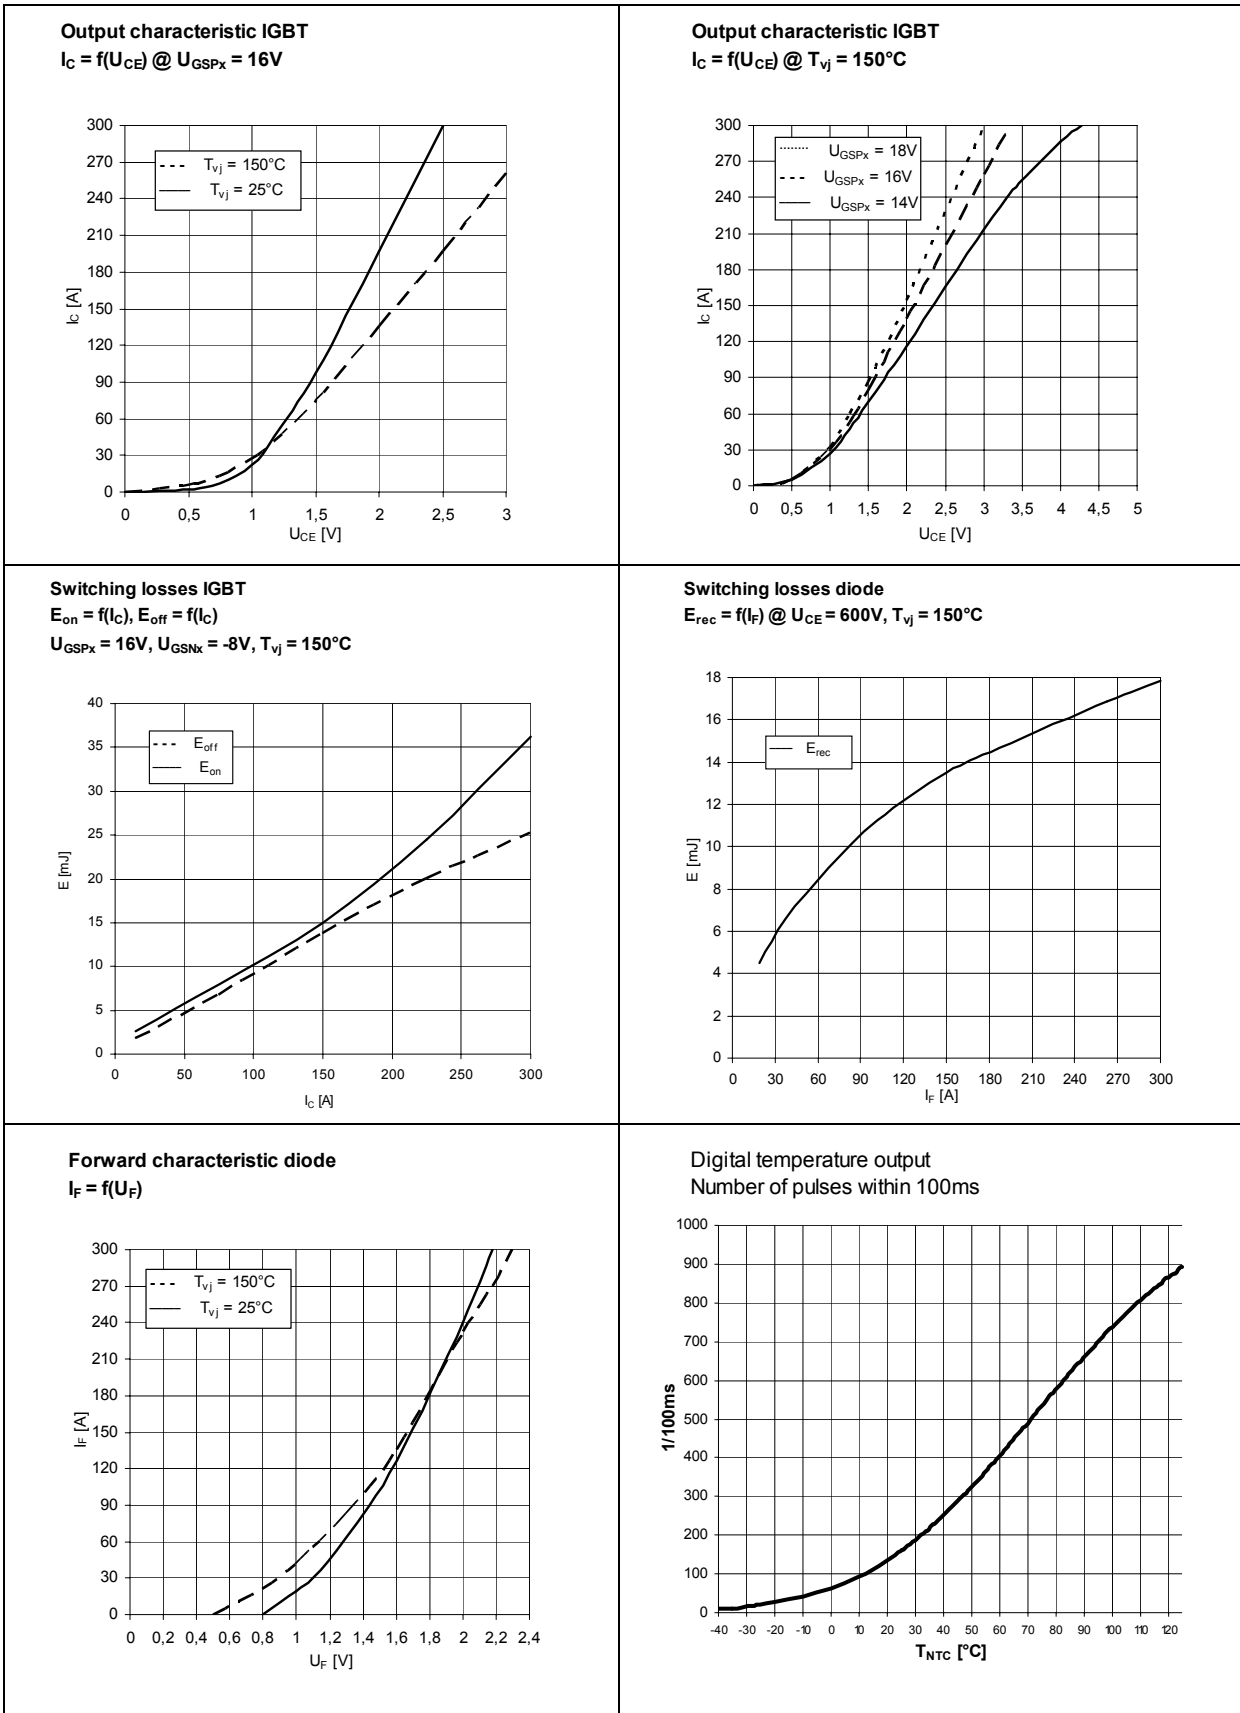 Output characteristic IGBT
I_C = f(U_CE) @ U_GSPx = 16V
300
270
240
210
180
150
120
90
60
30
0
I_C [A]
T_vj = 150°C
T_vj = 25°C
0 0,5 1 1,5 2 2,5 3
U_CE [V]
Output characteristic IGBT
I_C = f(U_CE) @ T_vj = 150°C
300
270
240
210
180
150
120
90
60
30
0
I_C [A]
U_GSPx = 18V
U_GSPx = 16V
U_GSPx = 14V
0 0,5 1 1,5 2 2,5 3 3,5 4 4,5 5
U_CE [V]
Switching losses IGBT
E_on = f(I_C), E_off = f(I_C)
U_GSPx = 16V, U_GSNx = -8V, T_vj = 150°C
40
35
30
25
20
15
10
5
0
E [mJ]
E_off
E_on
0 50 100 150 200 250 300
I_C [A]
Switching losses diode
E_rec = f(I_F) @ U_CE = 600V, T_vj = 150°C
18
16
14
12
10
8
6
4
2
0
E [mJ]
E_rec
0 30 60 90 120 150 180 210 240 270 300
I_F [A]
Forward characteristic diode
I_F = f(U_F)
300
270
240
210
180
150
120
90
60
30
0
I_F [A]
T_vj = 150°C
T_vj = 25°C
0 0,2 0,4 0,6 0,8 1 1,2 1,4 1,6 1,8 2 2,2 2,4
U_F [V]
Digital temperature output
Number of pulses within 100ms
1000
900
800
700
600
500
400
300
200
100
0
1/100ms
-40 -30 -20 -10 0 10 20 30 40 50 60 70 80 90 100 110 120
T_NTC [°C]